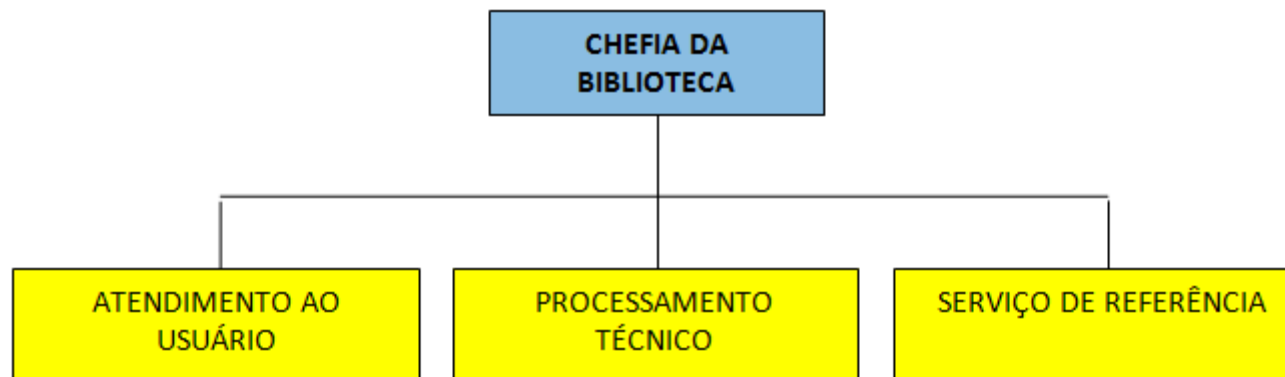 CHEFIA DA
BIBLIOTECA
ATENDIMENTO AO
USUÁRIO
PROCESSAMENTO
TÉCNICO
SERVIÇO DE REFERÊNCIA